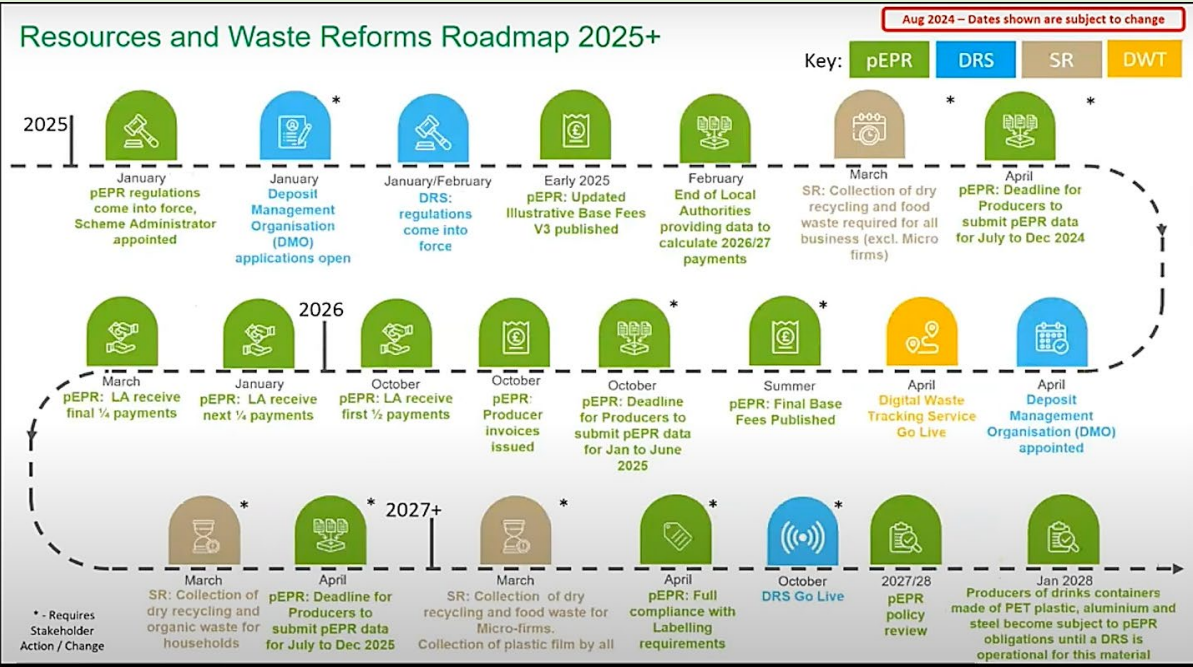 Aug 2024 – Dates shown are subject to change
Resources and Waste Reforms Roadmap 2025+
Key:
pEPR
DRS
SR
DWT
2025
January
pEPR regulations
come into force,
Scheme Administrator
appointed
*
January
Deposit
Management
Organisation
(DMO)
applications open
January/February
DRS:
regulations
come into
force
Early 2025
pEPR: Updated
Illustrative Base Fees
V3 published
February
End of Local
Authorities
providing data to
calculate 2026/27
payments
*
March
SR: Collection of dry
recycling and food
waste required for all
business (excl. Micro
firms)
*
April
pEPR: Deadline for
Producers to
submit pEPR data
for July to Dec 2024
April
Deposit
Management
Organisation (DMO)
appointed
April
Digital Waste
Tracking Service
Go Live
*
Summer
pEPR: Final Base
Fees Published
*
October
pEPR: Deadline
for Producers to
submit pEPR data
for Jan to June
2025
October
pEPR:
Producer
invoices
issued
October
pEPR: LA receive
first ½ payments
2026
January
pEPR: LA receive
next ¼ payments
March
pEPR: LA receive
final ¼ payments
*
March
SR: Collection of
dry recycling and
organic waste for
households
*
April
pEPR: Deadline for
Producers to
submit pEPR data
for July to Dec 2025
2027+
*
March
SR: Collection of dry
recycling and food waste for
Micro-firms.
Collection of plastic film by all
*
April
pEPR: Full
compliance with
Labelling
requirements
*
October
DRS Go Live
2027/28
pEPR
policy
review
Jan 2028
Producers of drinks containers
made of PET plastic, aluminium and
steel become subject to pEPR
obligations until a DRS is
operational for this material
* - Requires
Stakeholder
Action / Change